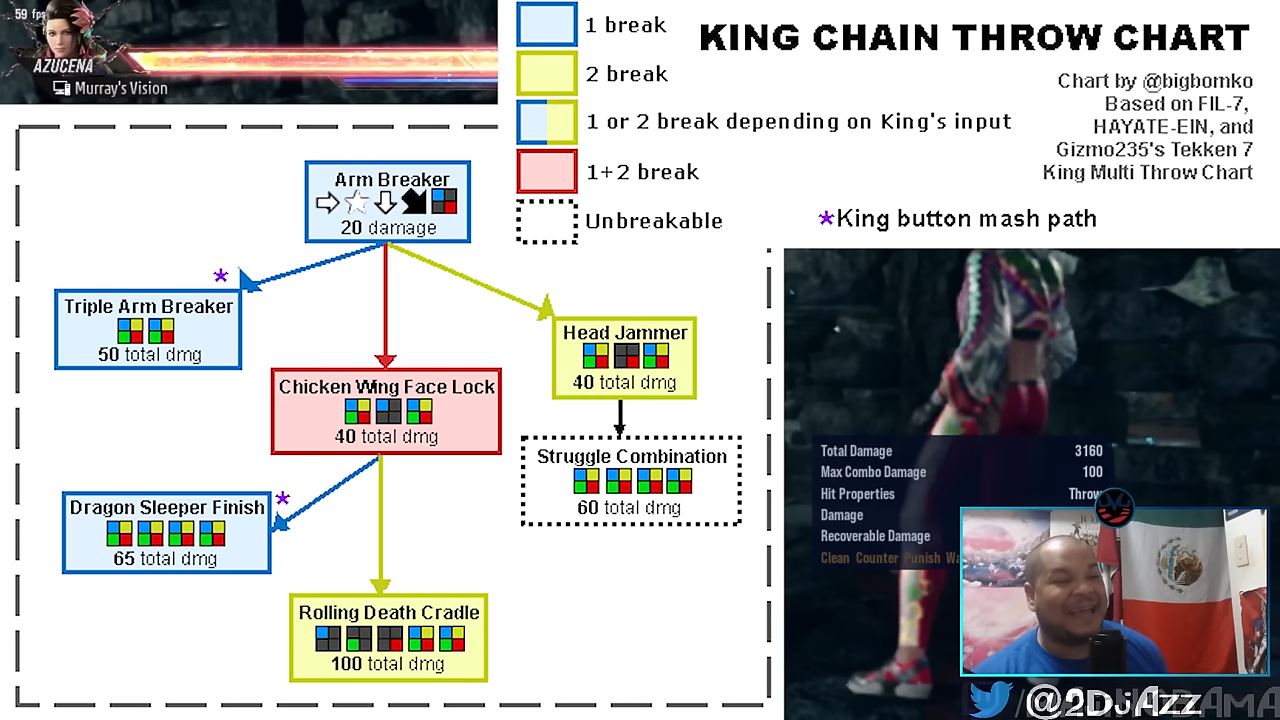 59 fps
AZUCENA
Murray's Vision
1 break
2 break
1 or 2 break depending on King's input
1+2 break
Unbreakable
KING CHAIN THROW CHART
Chart by @bigbomko
Based on FIL-7,
HAYATE-EIN, and
Gizmo235's Tekken 7
King Multi Throw Chart
*King button mash path
Arm Breaker
20 damage
*
Triple Arm Breaker
50 total dmg
Head Jammer
40 total dmg
Chicken Wing Face Lock
40 total dmg
Struggle Combination
60 total dmg
*
Dragon Sleeper Finish
65 total dmg
Rolling Death Cradle
100 total dmg
Total Damage 3160
Max Combo Damage 100
Hit Properties Throw
Damage
Recoverable Damage
Clean Counter Punish Wa
@2DjAzz